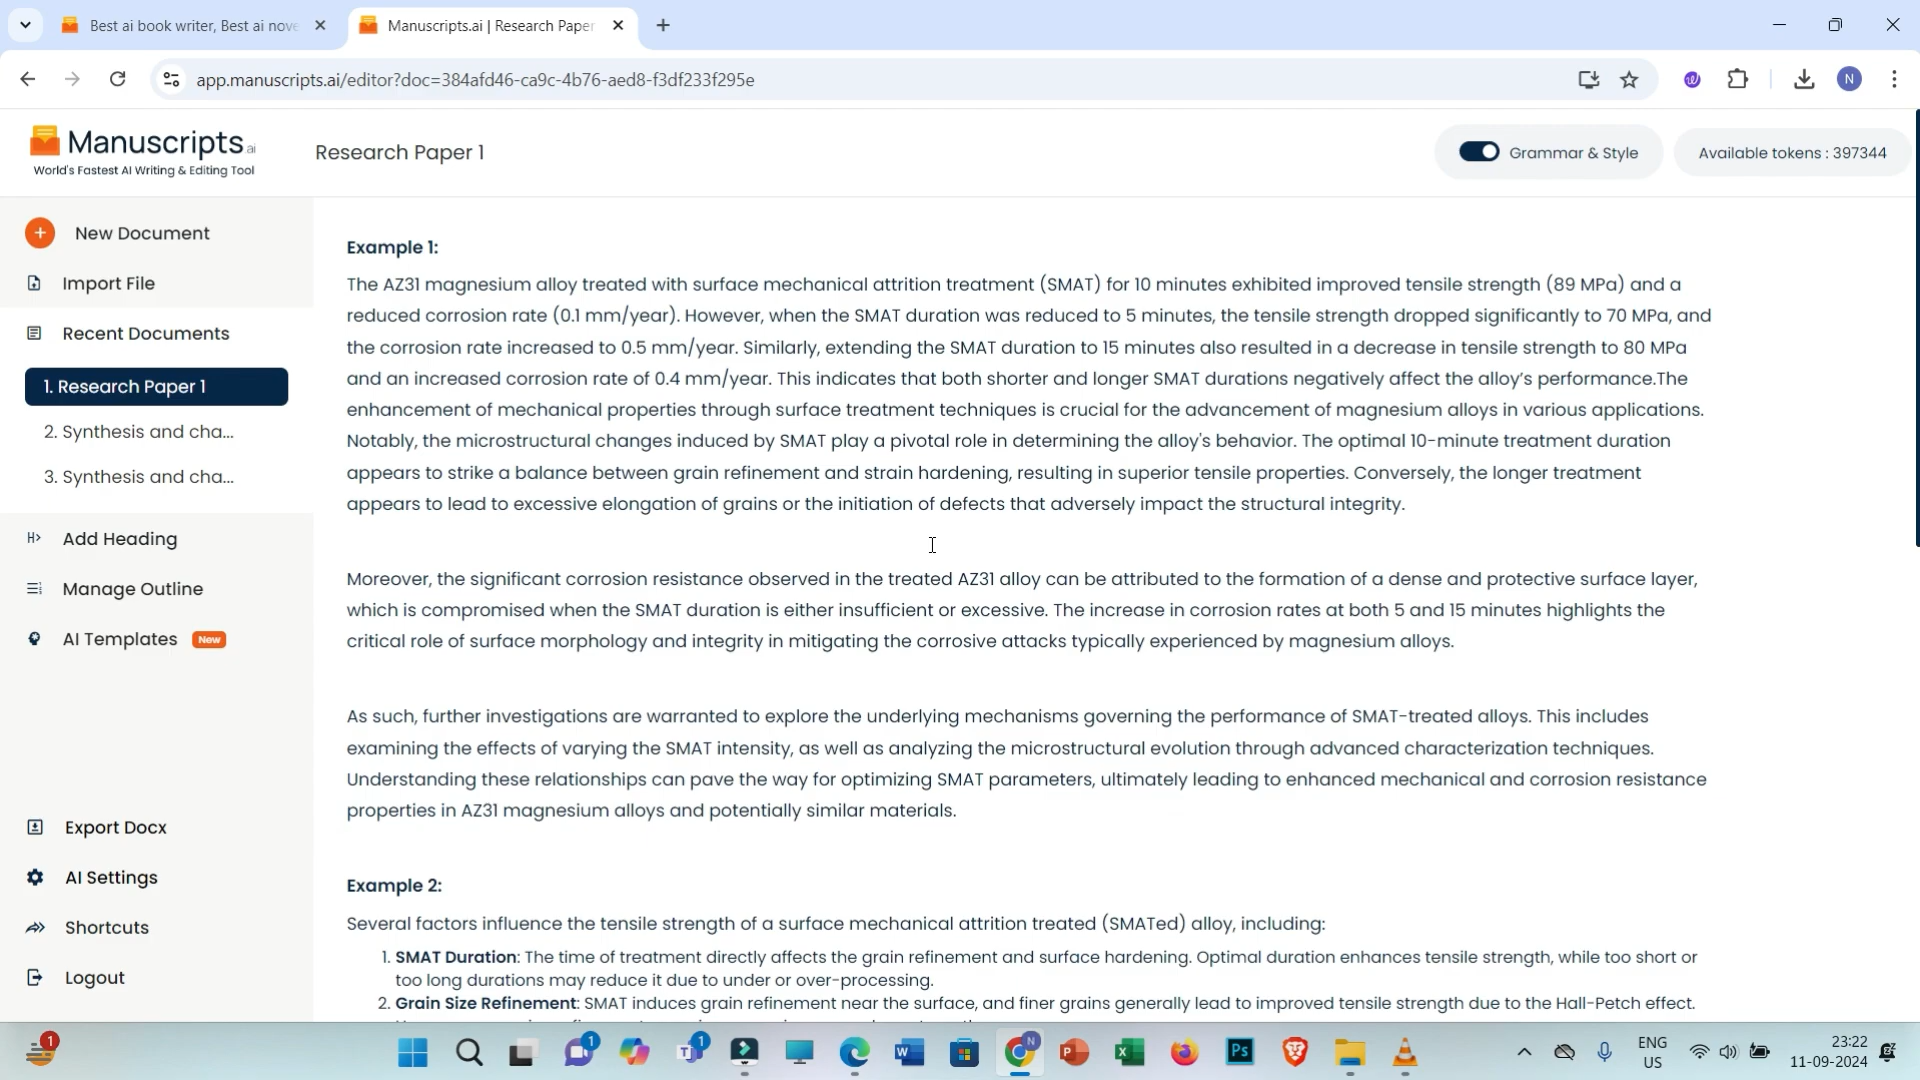 Best ai book writer, Best ai nove
Manuscripts.ai | Research Paper
app.manuscripts.ai/editor?doc=384afd46-ca9c-4b76-aed8-f3df233f295e
N
Manuscripts.ai
World's Fastest AI Writing & Editing Tool
Research Paper 1
Grammar & Style
Available tokens : 397344
New Document
Import File
Recent Documents
1. Research Paper 1
2. Synthesis and cha...
3. Synthesis and cha...
Add Heading
Manage Outline
AI Templates New
Export Docx
AI Settings
Shortcuts
Logout
Example 1:
The AZ31 magnesium alloy treated with surface mechanical attrition treatment (SMAT) for 10 minutes exhibited improved tensile strength (89 MPa) and a
reduced corrosion rate (0.1 mm/year). However, when the SMAT duration was reduced to 5 minutes, the tensile strength dropped significantly to 70 MPa, and
the corrosion rate increased to 0.5 mm/year. Similarly, extending the SMAT duration to 15 minutes also resulted in a decrease in tensile strength to 80 MPa
and an increased corrosion rate of 0.4 mm/year. This indicates that both shorter and longer SMAT durations negatively affect the alloy's performance.The
enhancement of mechanical properties through surface treatment techniques is crucial for the advancement of magnesium alloys in various applications.
Notably, the microstructural changes induced by SMAT play a pivotal role in determining the alloy's behavior. The optimal 10-minute treatment duration
appears to strike a balance between grain refinement and strain hardening, resulting in superior tensile properties. Conversely, the longer treatment
appears to lead to excessive elongation of grains or the initiation of defects that adversely impact the structural integrity.
Moreover, the significant corrosion resistance observed in the treated AZ31 alloy can be attributed to the formation of a dense and protective surface layer,
which is compromised when the SMAT duration is either insufficient or excessive. The increase in corrosion rates at both 5 and 15 minutes highlights the
critical role of surface morphology and integrity in mitigating the corrosive attacks typically experienced by magnesium alloys.
As such, further investigations are warranted to explore the underlying mechanisms governing the performance of SMAT-treated alloys. This includes
examining the effects of varying the SMAT intensity, as well as analyzing the microstructural evolution through advanced characterization techniques.
Understanding these relationships can pave the way for optimizing SMAT parameters, ultimately leading to enhanced mechanical and corrosion resistance
properties in AZ31 magnesium alloys and potentially similar materials.
Example 2:
Several factors influence the tensile strength of a surface mechanical attrition treated (SMATed) alloy, including:
1. SMAT Duration: The time of treatment directly affects the grain refinement and surface hardening. Optimal duration enhances tensile strength, while too short or
too long durations may reduce it due to under or over-processing.
2. Grain Size Refinement: SMAT induces grain refinement near the surface, and finer grains generally lead to improved tensile strength due to the Hall-Petch effect.
1
1
1
N
Ps
ENG
US
23:22
11-09-2024